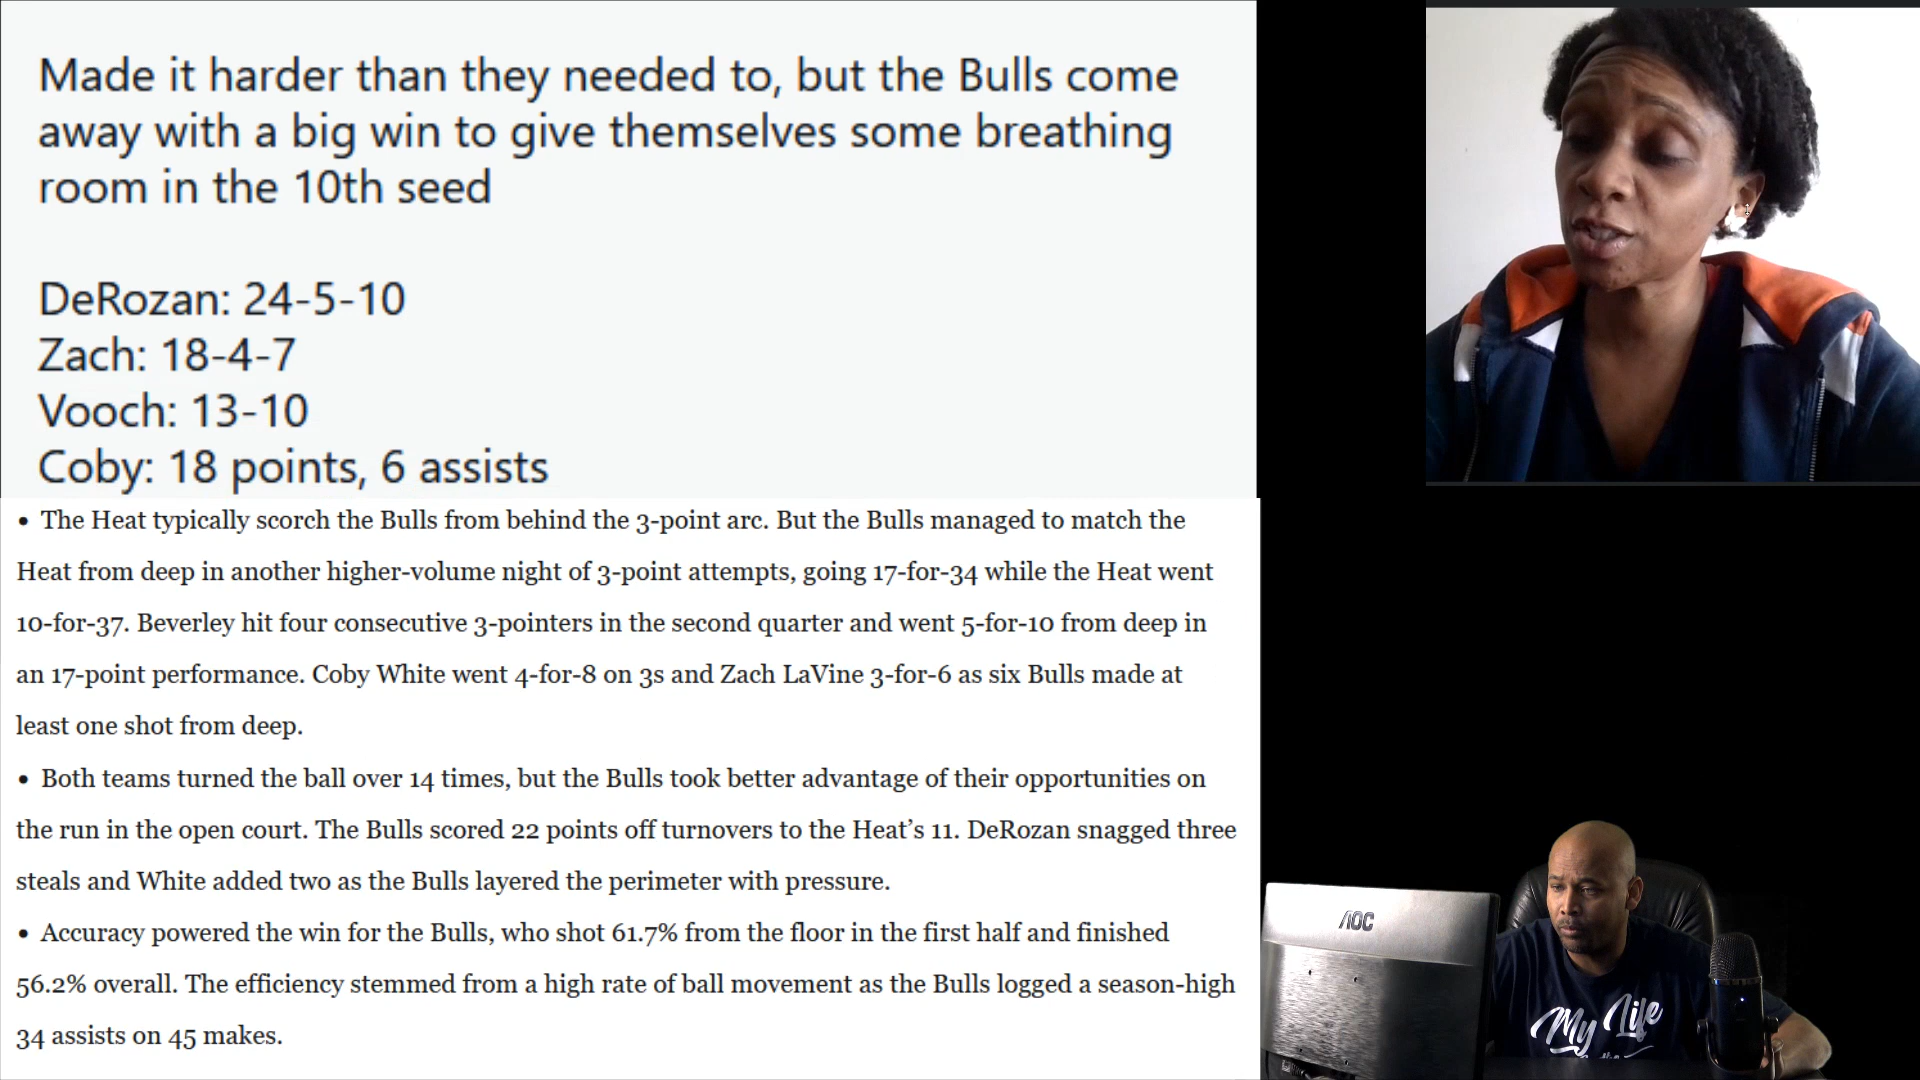 Made it harder than they needed to, but the Bulls come
away with a big win to give themselves some breathing
room in the 10th seed
DeRozan: 24-5-10
Zach: 18-4-7
Vooch: 13-10
Coby: 18 points, 6 assists
• The Heat typically scorch the Bulls from behind the 3-point arc. But the Bulls managed to match the
Heat from deep in another higher-volume night of 3-point attempts, going 17-for-34 while the Heat went
10-for-37. Beverley hit four consecutive 3-pointers in the second quarter and went 5-for-10 from deep in
an 17-point performance. Coby White went 4-for-8 on 3s and Zach LaVine 3-for-6 as six Bulls made at
least one shot from deep.
• Both teams turned the ball over 14 times, but the Bulls took better advantage of their opportunities on
the run in the open court. The Bulls scored 22 points off turnovers to the Heat’s 11. DeRozan snagged three
steals and White added two as the Bulls layered the perimeter with pressure.
• Accuracy powered the win for the Bulls, who shot 61.7% from the floor in the first half and finished
56.2% overall. The efficiency stemmed from a high rate of ball movement as the Bulls logged a season-high
34 assists on 45 makes.
AOC
My Life